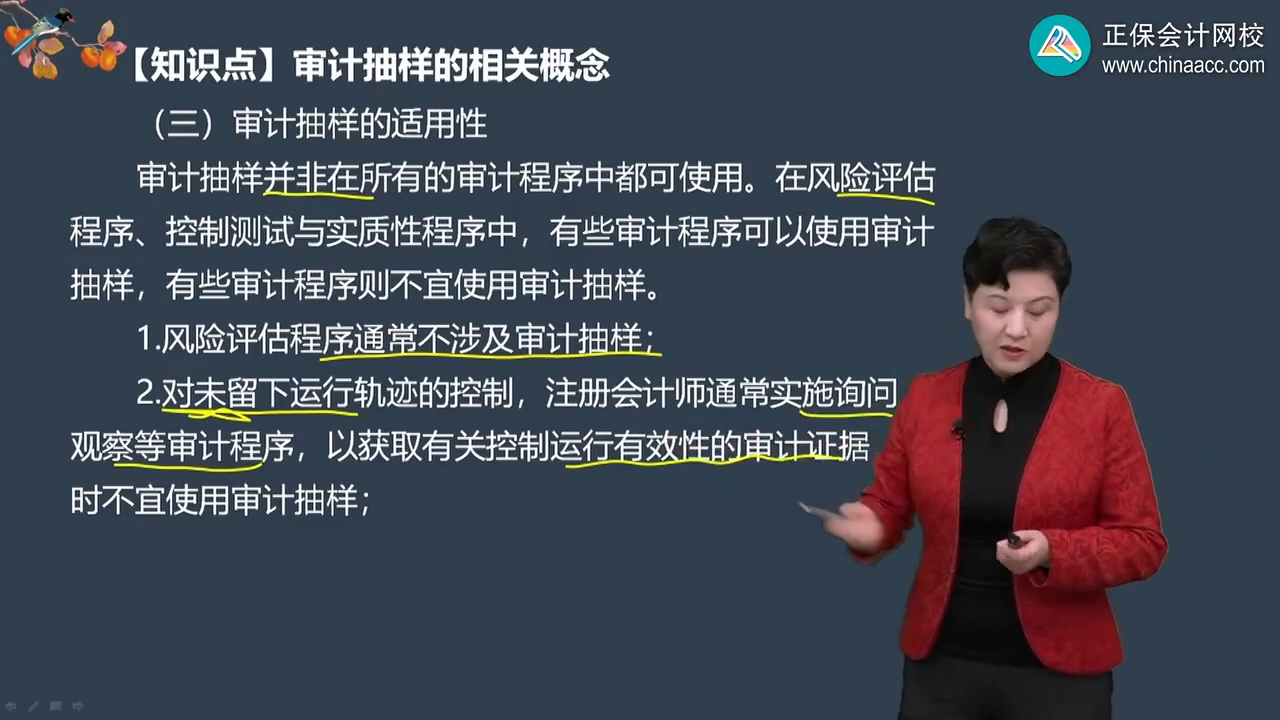 正保会计网校
www.chinaacc.com
【知识点】审计抽样的相关概念
（三）审计抽样的适用性
审计抽样并非在所有的审计程序中都可使用。在风险评估
程序、控制测试与实质性程序中，有些审计程序可以使用审计
抽样，有些审计程序则不宜使用审计抽样。
1.风险评估程序通常不涉及审计抽样；
2.对未留下运行轨迹的控制，注册会计师通常实施询问
观察等审计程序，以获取有关控制运行有效性的审计证据
时不宜使用审计抽样；